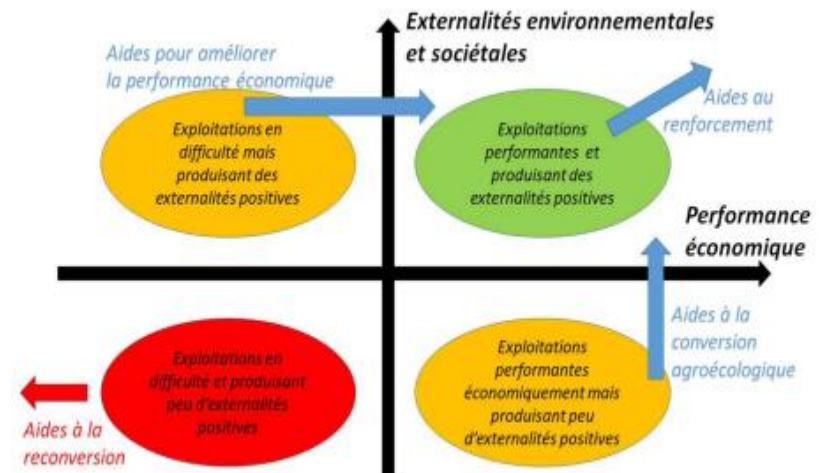 Externalités environnementales
et sociétales
Aides pour améliorer
la performance économique
Exploitations en
difficulté mais
produisant des
externalités positives
Exploitations
performantes et
produisant des
externalités positives
Aides au
renforcement
Performance
économique
Exploitations en
difficulté et produisant
peu d'externalités
positives
Exploitations
performantes
économiquement mais
produisant peu
d'externalités positives
Aides à la
conversion
agroécologique
Aides à la
reconversion